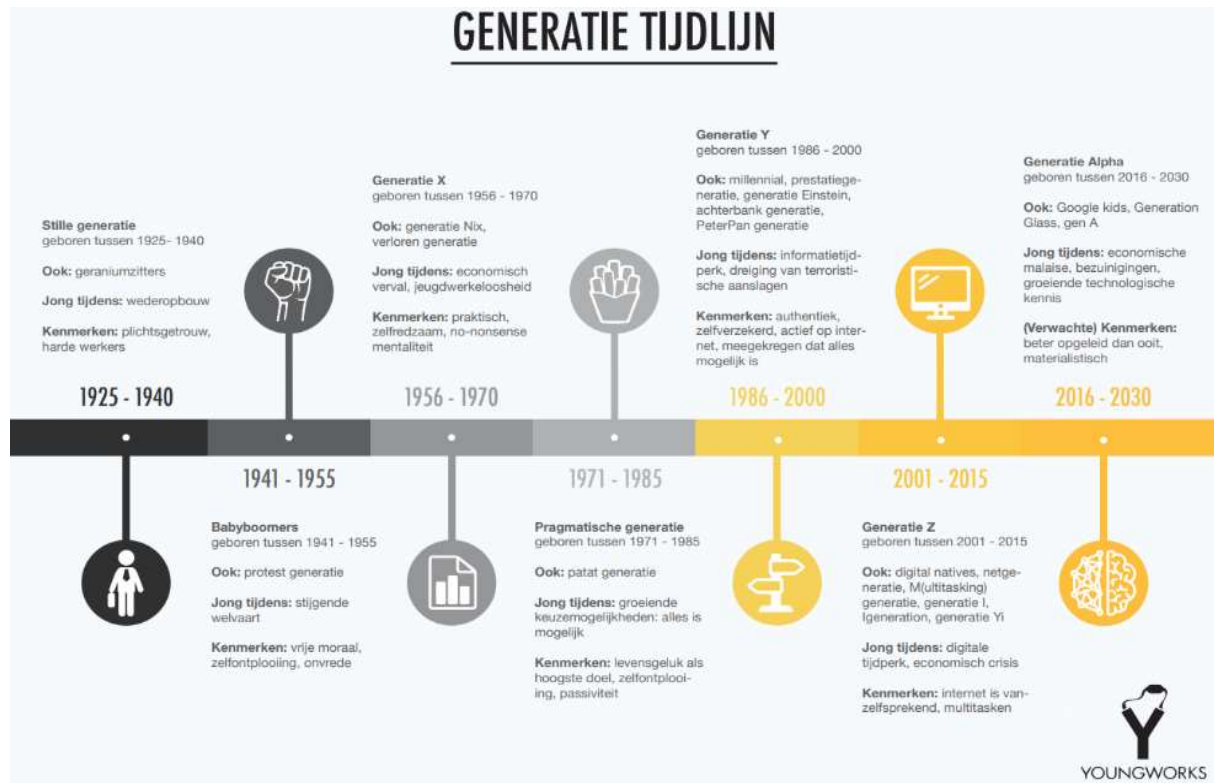 GENERATIE TIJDLIJN
Stille generatie
geboren tussen 1925- 1940
Ook: geraniumzitters
Jong tijdens: wederopbouw
Kenmerken: plichtsgetrouw,
harde werkers
1925 - 1940
Generatie X
geboren tussen 1956 - 1970
Ook: generatie Nix,
verloren generatie
Jong tijdens: economisch
verval, jeugdwerkeloosheid
Kenmerken: praktisch,
zelfredzaam, no-nonsense
mentaliteit
1956 - 1970
Generatie Y
geboren tussen 1986 - 2000
Ook: millennial, prestatiege-
neratie, generatie Einstein,
achterbank generatie,
PeterPan generatie
Jong tijdens: informatietijd-
perk, dreiging van terroristi-
sche aanslagen
Kenmerken: authentiek,
zelfverzekerd, actief op inter-
net, meegekregen dat alles
mogelijk is
1986 - 2000
Generatie Alpha
geboren tussen 2016 - 2030
Ook: Google kids, Generation
Glass, gen A
Jong tijdens: economische
malaise, bezuinigingen,
groeiende technologische
kennis
(Verwachte) Kenmerken:
beter opgeleid dan ooit,
materialistisch
2016 - 2030
1941 - 1955
Babyboomers
geboren tussen 1941 - 1955
Ook: protest generatie
Jong tijdens: stijgende
welvaart
Kenmerken: vrije moraal,
zelfontplooiing, onvrede
1971 - 1985
Pragmatische generatie
geboren tussen 1971 - 1985
Ook: patat generatie
Jong tijdens: groeiende
keuzemogelijkheden: alles is
mogelijk
Kenmerken: levensgeluk als
hoogste doel, zelfontplooi-
ing, passiviteit
2001 - 2015
Generatie Z
geboren tussen 2001 - 2015
Ook: digital natives, netge-
neratie, M(ultitasking)
generatie, generatie I,
Igeneration, generatie Yi
Jong tijdens: digitale
tijdperk, economisch crisis
Kenmerken: internet is van-
zelfsprekend, multitasken
YOUNGWORKS